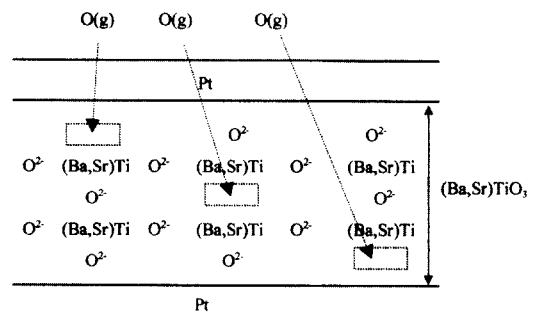 O(g) O(g) O(g)
Pt
O²⁻ O²⁻
O²⁻ (Ba,Sr)Ti O²⁻ (Ba,Sr)Ti O²⁻ (Ba,Sr)Ti
O²⁻ O²⁻ (Ba,Sr)TiO₃
O²⁻ (Ba,Sr)Ti O²⁻ (Ba,Sr)Ti O²⁻ (Ba,Sr)Ti
O²⁻ O²⁻
Pt